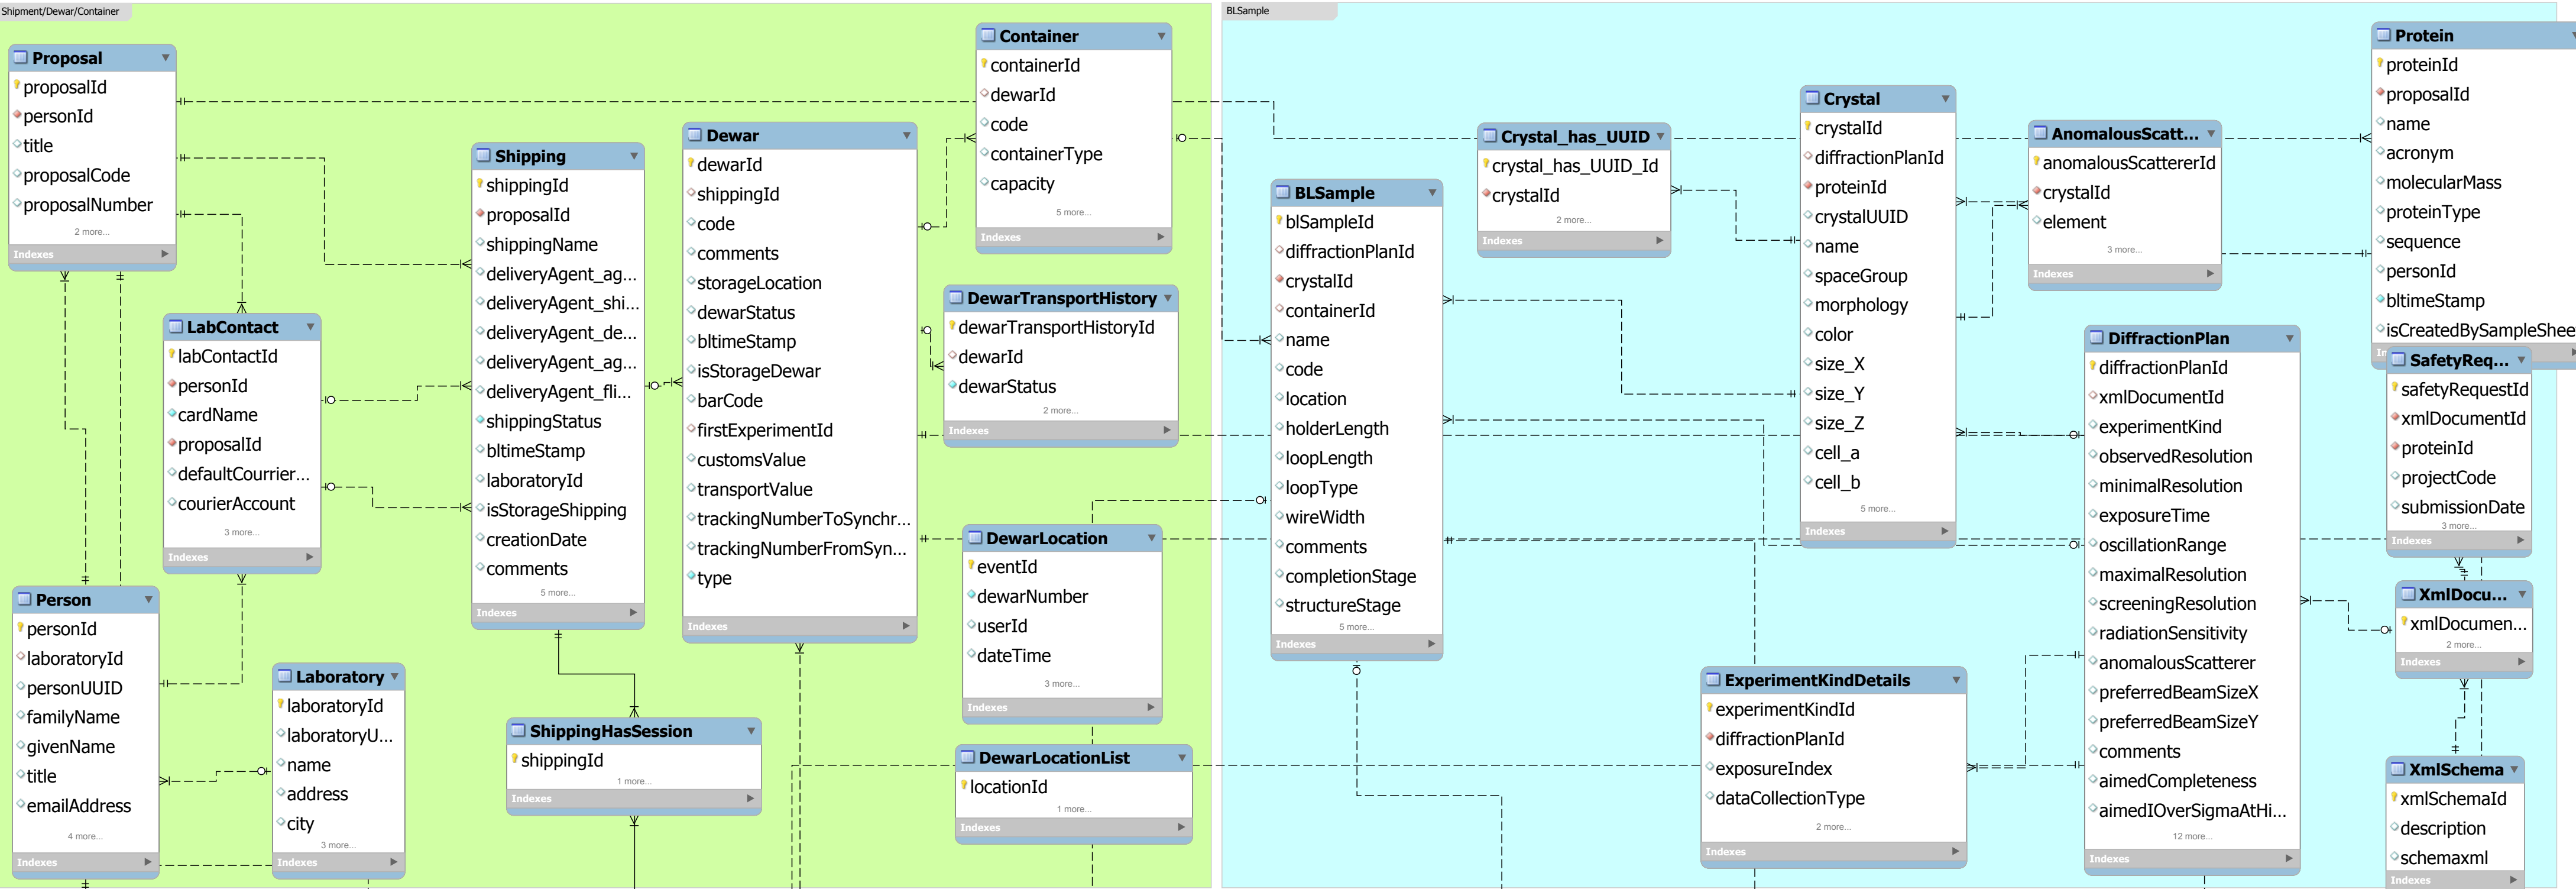 Shipment/Dewar/Container
Proposal
proposalId
personId
title
proposalCode
proposalNumber
2 more...
Indexes
LabContact
labContactId
personId
cardName
proposalId
defaultCourrier...
courierAccount
3 more...
Indexes
Person
personId
laboratoryId
personUUID
familyName
givenName
title
emailAddress
4 more...
Indexes
Laboratory
laboratoryId
laboratoryU...
name
address
city
3 more...
Indexes
Shipping
shippingId
proposalId
shippingName
deliveryAgent_ag...
deliveryAgent_shi...
deliveryAgent_de...
deliveryAgent_ag...
deliveryAgent_fli...
shippingStatus
bltimeStamp
laboratoryId
isStorageShipping
creationDate
comments
5 more...
Indexes
ShippingHasSession
shippingId
1 more...
Indexes
Dewar
dewarId
shippingId
code
comments
storageLocation
dewarStatus
bltimeStamp
isStorageDewar
barCode
firstExperimentId
customsValue
transportValue
trackingNumberToSynchr...
trackingNumberFromSyn...
type
Indexes
Container
containerId
dewarId
code
containerType
capacity
5 more...
Indexes
DewarTransportHistory
dewarTransportHistoryId
dewarId
dewarStatus
2 more...
Indexes
DewarLocation
eventId
dewarNumber
userId
dateTime
3 more...
Indexes
DewarLocationList
locationId
1 more...
Indexes
BLSample
BLSample
blSampleId
diffractionPlanId
crystalId
containerId
name
code
location
holderLength
loopLength
loopType
wireWidth
comments
completionStage
structureStage
5 more...
Indexes
Crystal_has_UUID
crystal_has_UUID_Id
crystalId
2 more...
Indexes
Crystal
crystalId
diffractionPlanId
proteinId
crystalUUID
name
spaceGroup
morphology
color
size_X
size_Y
size_Z
cell_a
cell_b
5 more...
Indexes
ExperimentKindDetails
experimentKindId
diffractionPlanId
exposureIndex
dataCollectionType
2 more...
Indexes
AnomalousScatt...
anomalousScattererId
crystalId
element
3 more...
Indexes
DiffractionPlan
diffractionPlanId
xmlDocumentId
experimentKind
observedResolution
minimalResolution
exposureTime
oscillationRange
maximalResolution
screeningResolution
radiationSensitivity
anomalousScatterer
preferredBeamSizeX
preferredBeamSizeY
comments
aimedCompleteness
aimedIOverSigmaAtHi...
12 more...
Indexes
Protein
proteinId
proposalId
name
acronym
molecularMass
proteinType
sequence
personId
bltimeStamp
isCreatedBySampleShee
In
SafetyReq...
safetyRequestId
xmlDocumentId
proteinId
projectCode
submissionDate
3 more...
Indexes
XmlDocu...
xmlDocumen...
2 more...
Indexes
XmlSchema
xmlSchemaId
description
schemaxml
Indexes